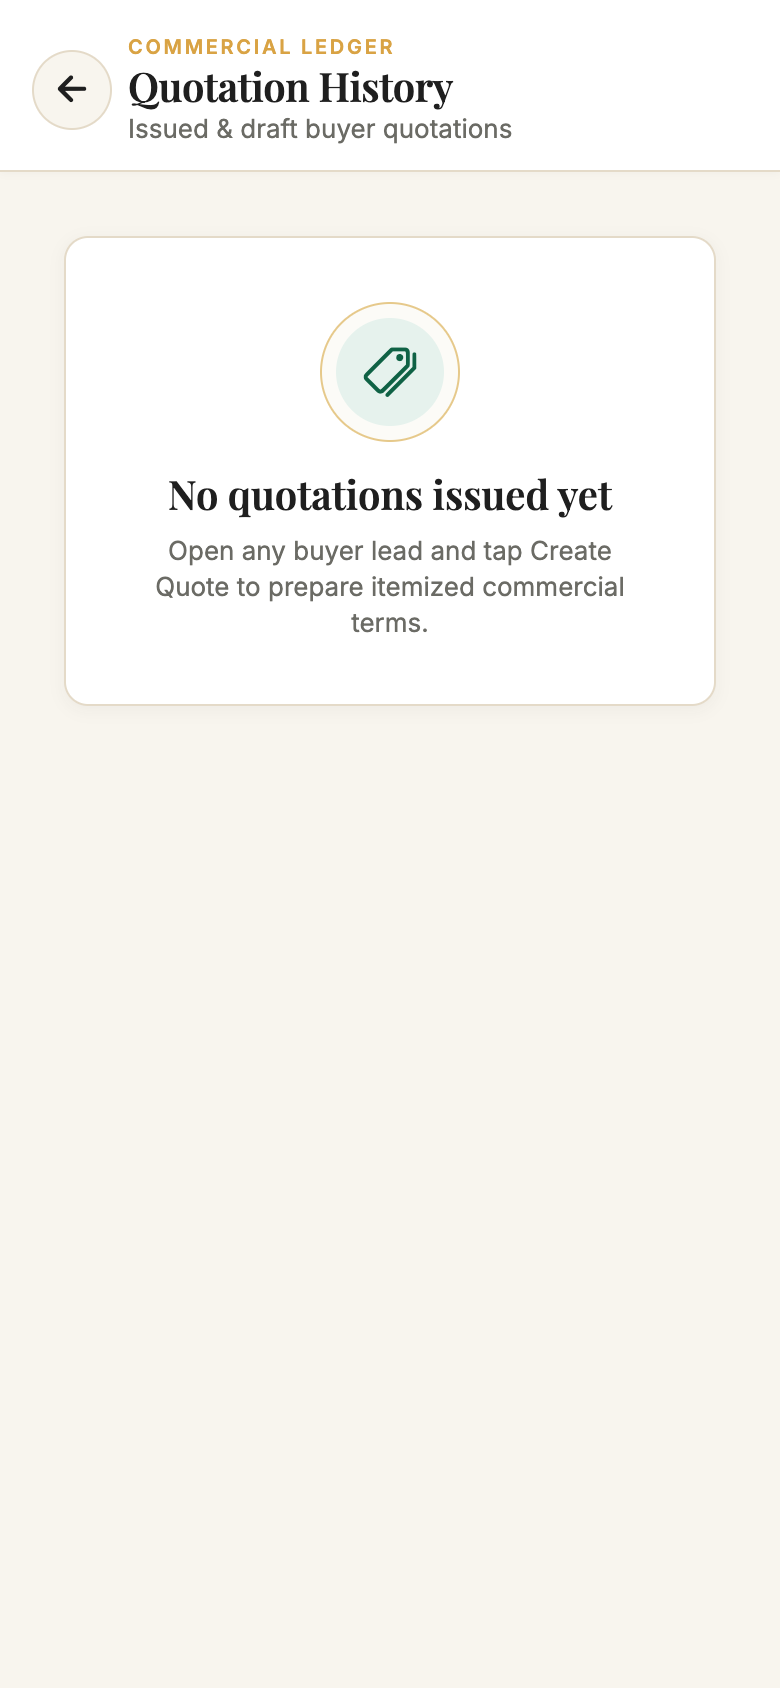 COMMERCIAL LEDGER
Quotation History
Issued & draft buyer quotations
No quotations issued yet
Open any buyer lead and tap Create
Quote to prepare itemized commercial
terms.